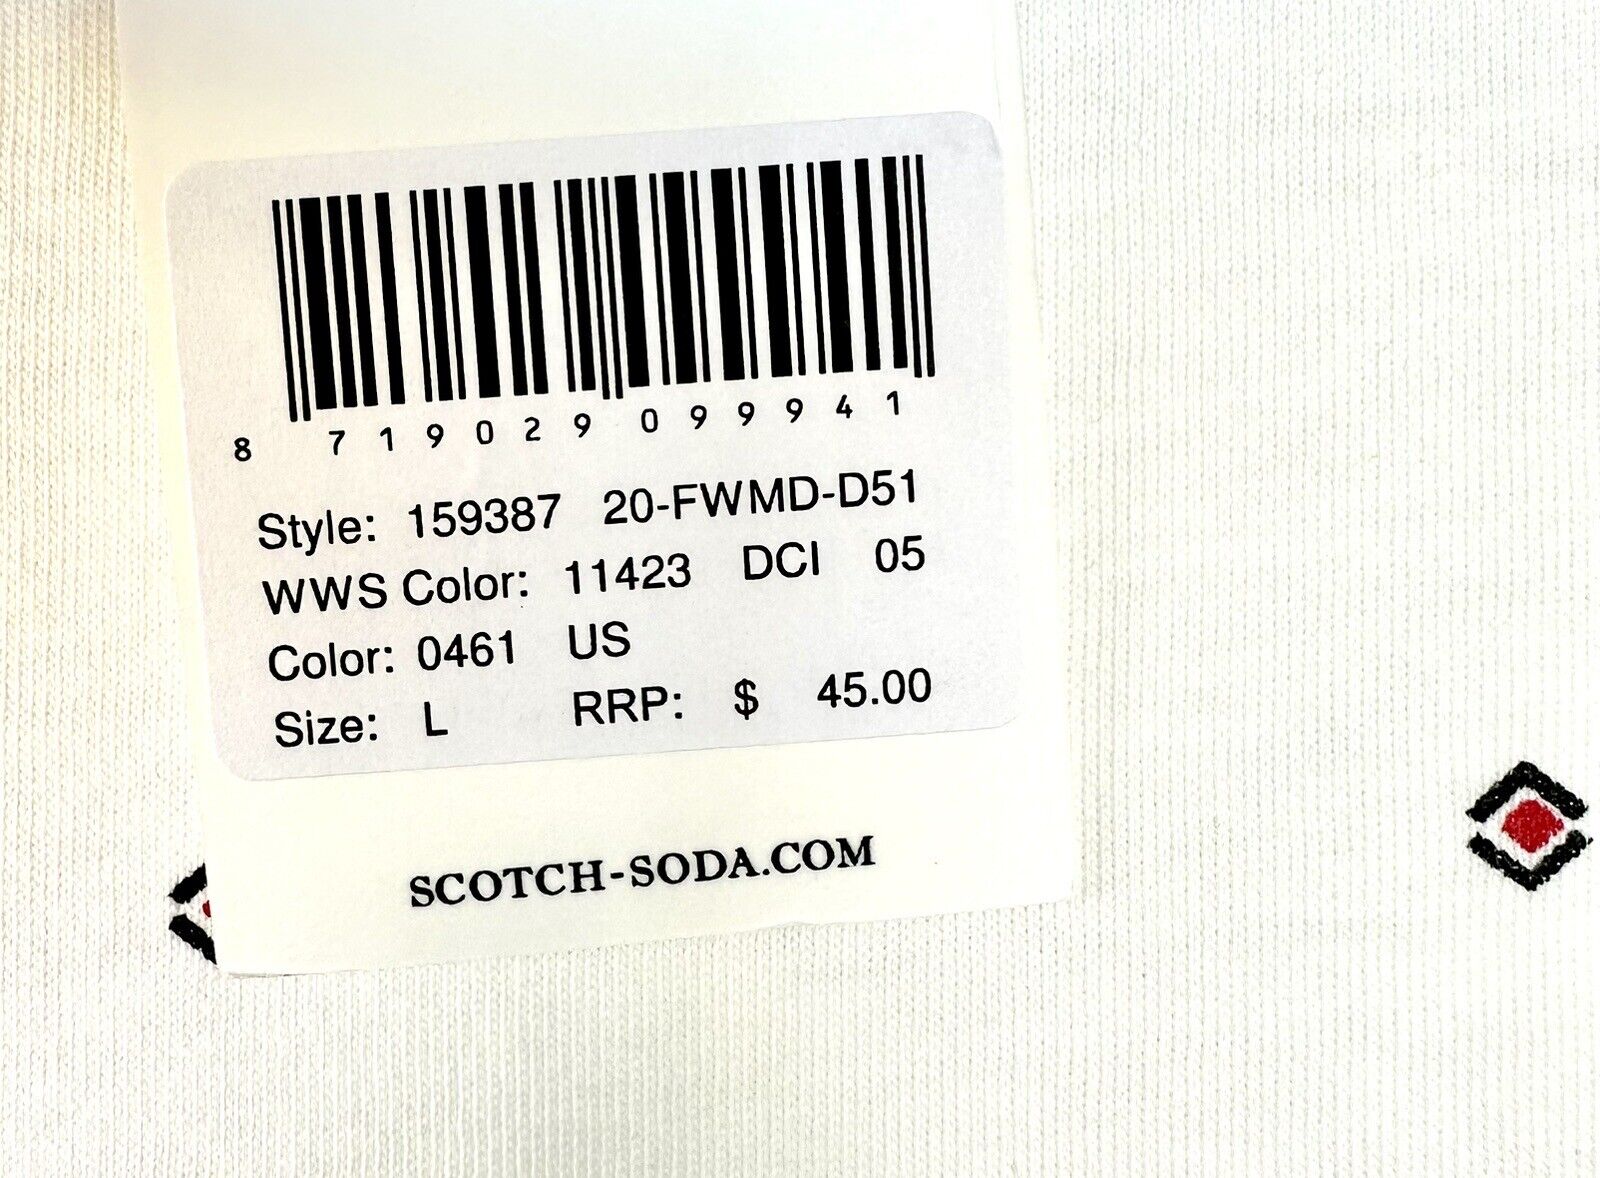 8 719029 099941
Style: 159387 20-FWMD-D51
WWS Color: 11423 DCI 05
Color: 0461 US
Size: L RRP: $ 45.00
SCOTCH-SODA.COM